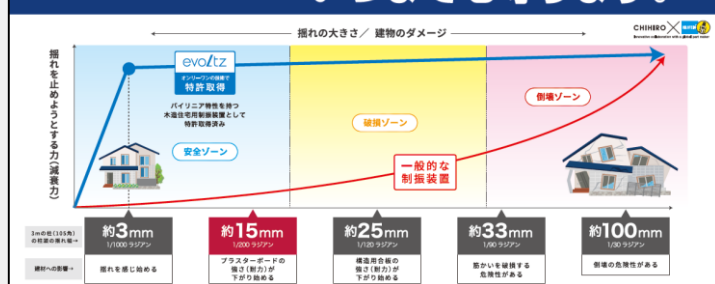 いつまでも守ります。
揺れの大きさ／ 建物のダメージ
CHIHIRO
揺れを止めようとする力(減衰力)
evoltz
オンリーワンの技術で
特許取得
バイリニア特性を持つ
木造住宅用制振装置として
特許取得済み
安全ゾーン
破損ゾーン
倒壊ゾーン
一般的な
制振装置
3mの柱(105角)
の柱頭の揺れ幅→
約3mm
1/1000 ラジアン
約15mm
1/200 ラジアン
約25mm
1/120 ラジアン
約33mm
1/90 ラジアン
約100mm
1/30 ラジアン
建材への影響→
揺れを感じ始める
プラスターボードの
強さ(耐力)が
下がり始める
構造用合板の
強さ(耐力)が
下がり始める
筋かいを破損する
危険性がある
倒壊の危険性がある